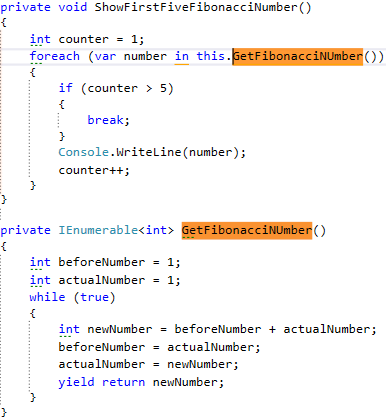 private void ShowFirstFiveFibonacciNumber()
{
int counter = 1;
foreach (var number in this.GetFibonacciNUmber())
{
if (counter > 5)
{
break;
}
Console.WriteLine(number);
counter++;
}
}
private IEnumerable<int> GetFibonacciNUmber()
{
int beforeNumber = 1;
int actualNumber = 1;
while (true)
{
int newNumber = beforeNumber + actualNumber;
beforeNumber = actualNumber;
actualNumber = newNumber;
yield return newNumber;
}
}